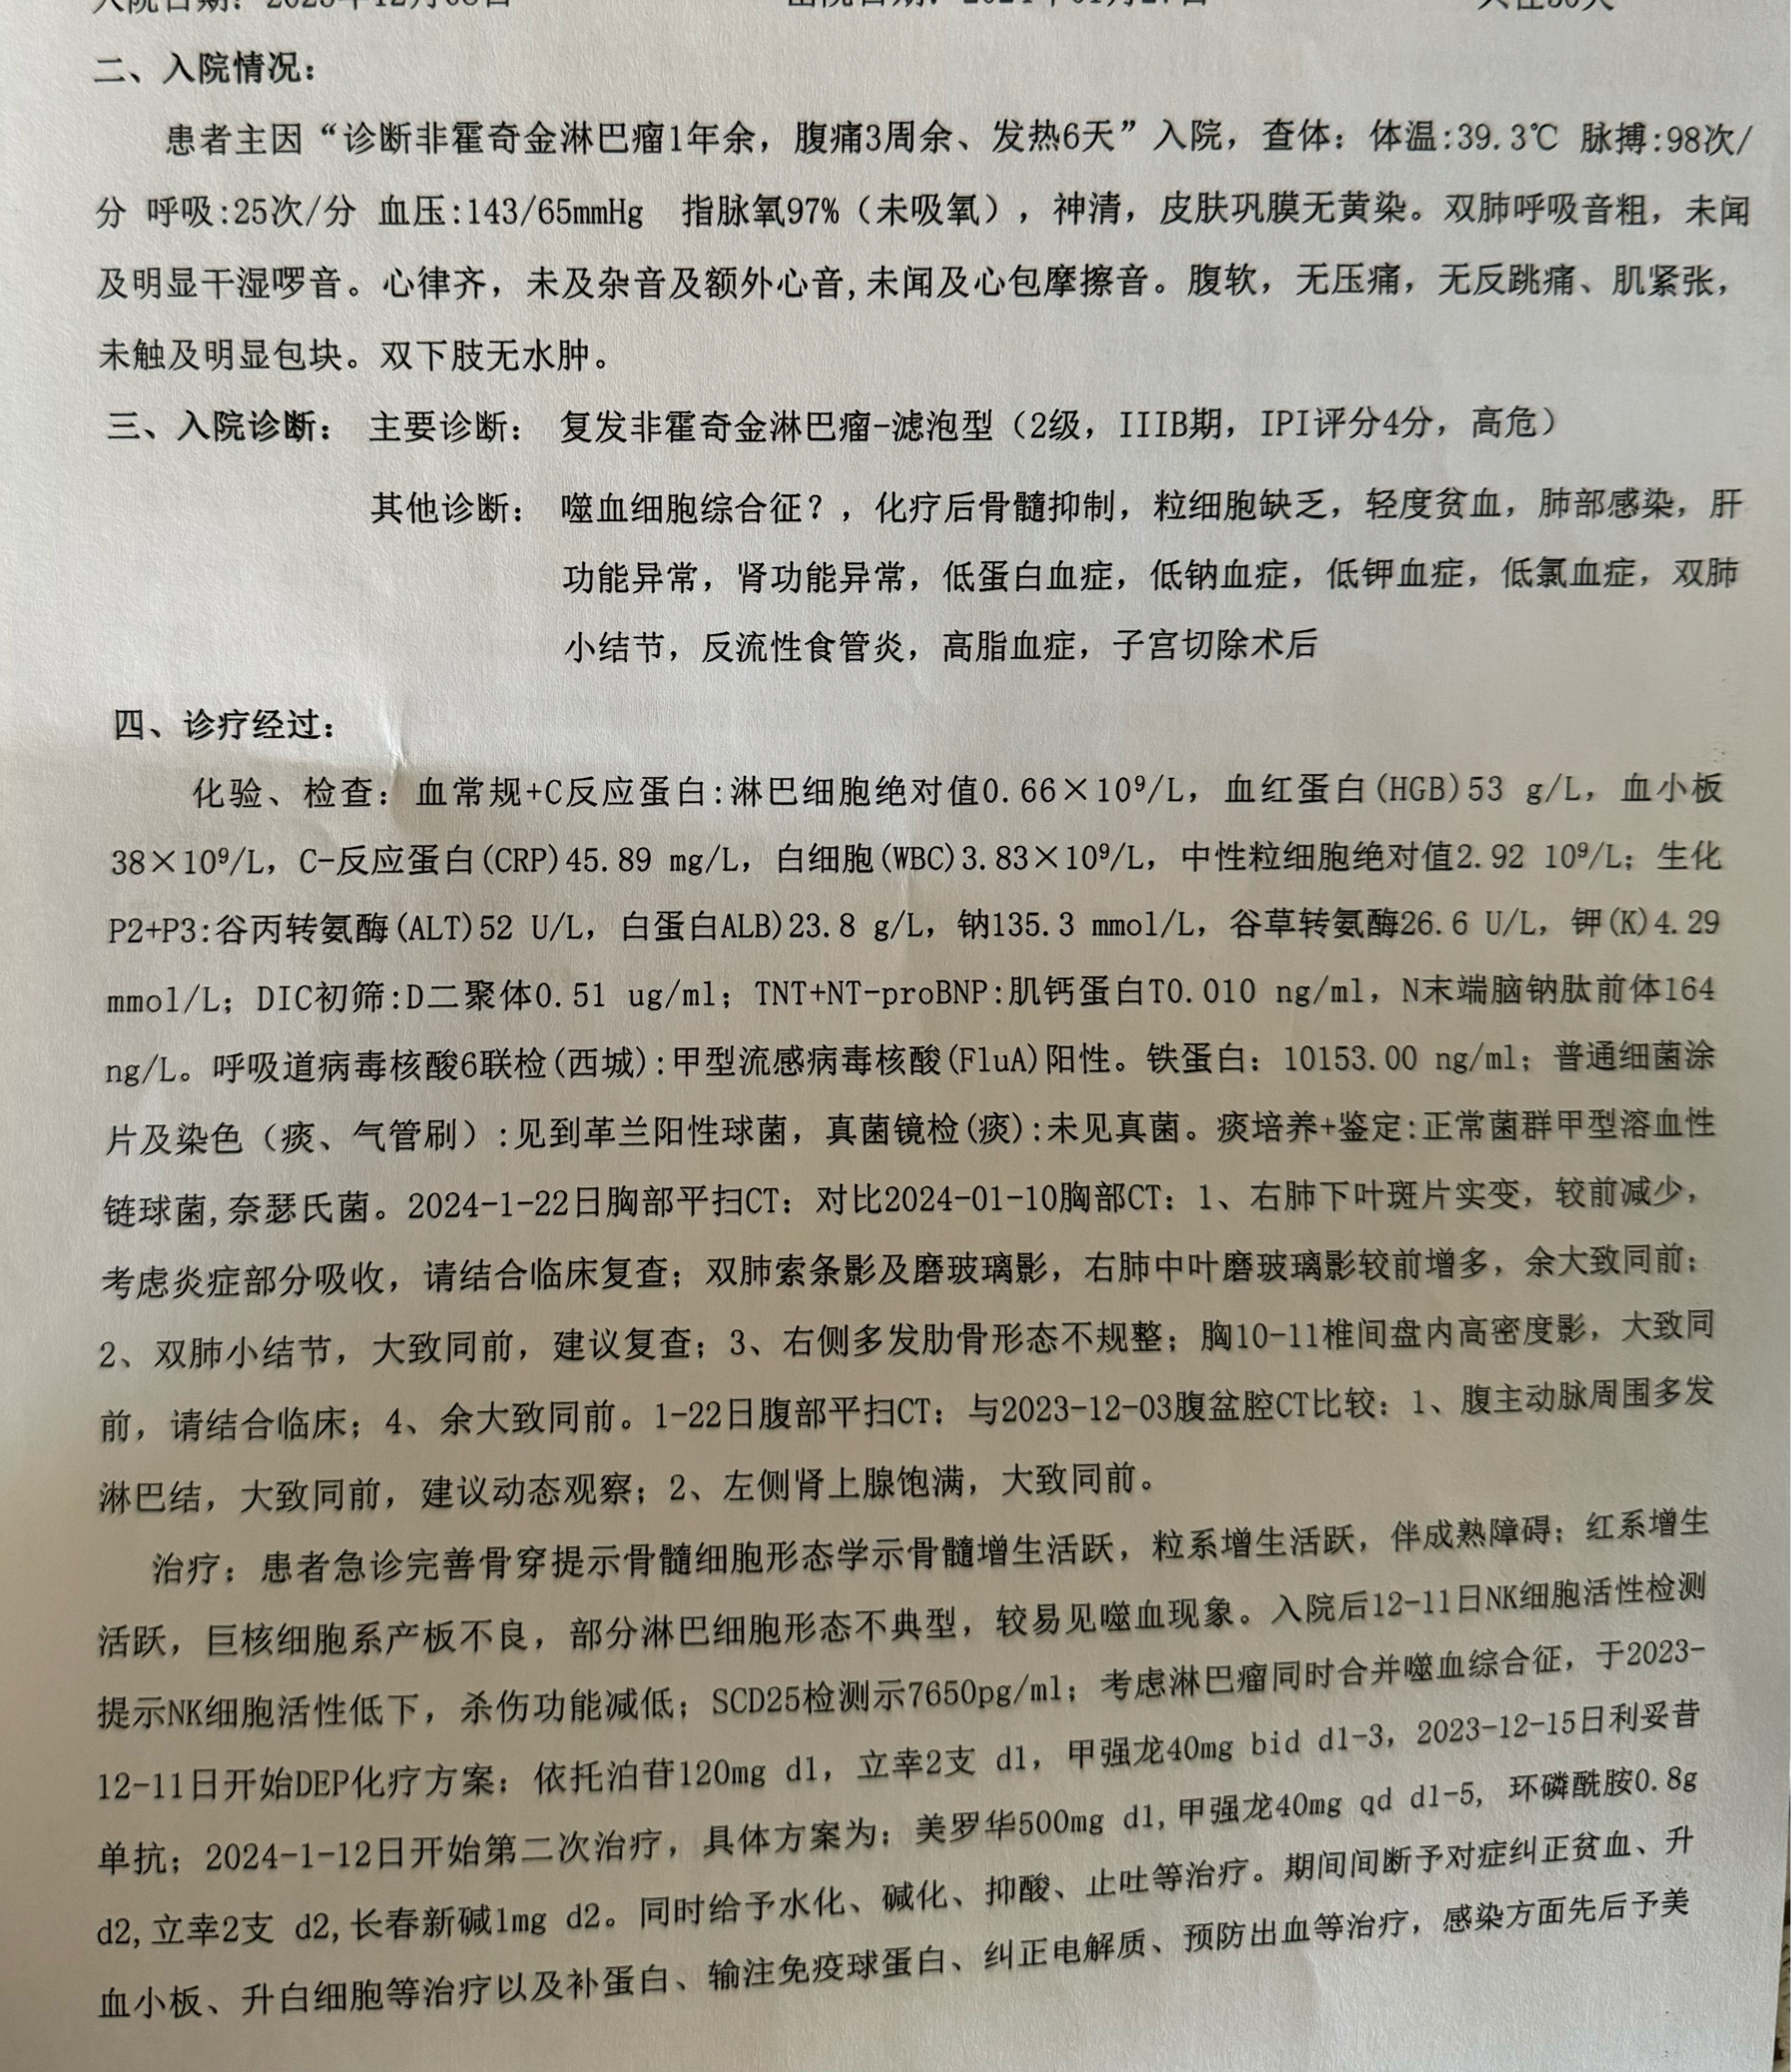 二、入院情况：
患者主因“诊断非霍奇金淋巴瘤1年余，腹痛3周余、发热6天”入院，查体：体温:39.3℃ 脉搏:98次/
分 呼吸:25次/分 血压:143/65mmHg 指脉氧97%（未吸氧），神清，皮肤巩膜无黄染。双肺呼吸音粗，未闻
及明显干湿啰音。心律齐，未及杂音及额外心音,未闻及心包摩擦音。腹软，无压痛，无反跳痛、肌紧张，
未触及明显包块。双下肢无水肿。
三、入院诊断： 主要诊断： 复发非霍奇金淋巴瘤-滤泡型（2级，IIIB期，IPI评分4分，高危）
其他诊断： 噬血细胞综合征？，化疗后骨髓抑制，粒细胞缺乏，轻度贫血，肺部感染，肝
功能异常，肾功能异常，低蛋白血症，低钠血症，低钾血症，低氯血症，双肺
小结节，反流性食管炎，高脂血症，子宫切除术后
四、诊疗经过：
化验、检查：血常规+C反应蛋白:淋巴细胞绝对值0.66×10⁹/L，血红蛋白(HGB)53 g/L，血小板
38×10⁹/L，C-反应蛋白(CRP)45.89 mg/L，白细胞(WBC)3.83×10⁹/L，中性粒细胞绝对值2.92 10⁹/L；生化
P2+P3:谷丙转氨酶(ALT)52 U/L，白蛋白ALB)23.8 g/L，钠135.3 mmol/L，谷草转氨酶26.6 U/L，钾(K)4.29
mmol/L；DIC初筛:D二聚体0.51 ug/ml；TNT+NT-proBNP:肌钙蛋白T0.010 ng/ml，N末端脑钠肽前体164
ng/L。呼吸道病毒核酸6联检(西城):甲型流感病毒核酸(FluA)阳性。铁蛋白：10153.00 ng/ml；普通细菌涂
片及染色（痰、气管刷）:见到革兰阳性球菌，真菌镜检(痰):未见真菌。痰培养+鉴定:正常菌群甲型溶血性
链球菌,奈瑟氏菌。2024-1-22日胸部平扫CT：对比2024-01-10胸部CT：1、右肺下叶斑片实变，较前减少，
考虑炎症部分吸收，请结合临床复查；双肺索条影及磨玻璃影，右肺中叶磨玻璃影较前增多，余大致同前；
2、双肺小结节，大致同前，建议复查；3、右侧多发肋骨形态不规整；胸10-11椎间盘内高密度影，大致同
前，请结合临床；4、余大致同前。1-22日腹部平扫CT：与2023-12-03腹盆腔CT比较：1、腹主动脉周围多发
淋巴结，大致同前，建议动态观察；2、左侧肾上腺饱满，大致同前。
治疗：患者急诊完善骨穿提示骨髓细胞形态学示骨髓增生活跃，粒系增生活跃，伴成熟障碍；红系增生
活跃，巨核细胞系产板不良，部分淋巴细胞形态不典型，较易见噬血现象。入院后12-11日NK细胞活性检测
提示NK细胞活性低下，杀伤功能减低；SCD25检测示7650pg/ml；考虑淋巴瘤同时合并噬血综合征，于2023-
12-11日开始DEP化疗方案：依托泊苷120mg d1，立幸2支 d1，甲强龙40mg bid d1-3，2023-12-15日利妥昔
单抗；2024-1-12日开始第二次治疗，具体方案为：美罗华500mg d1,甲强龙40mg qd d1-5，环磷酰胺0.8g
d2,立幸2支 d2,长春新碱1mg d2。同时给予水化、碱化、抑酸、止吐等治疗。期间间断予对症纠正贫血、升
血小板、升白细胞等治疗以及补蛋白、输注免疫球蛋白、纠正电解质、预防出血等治疗，感染方面先后予美